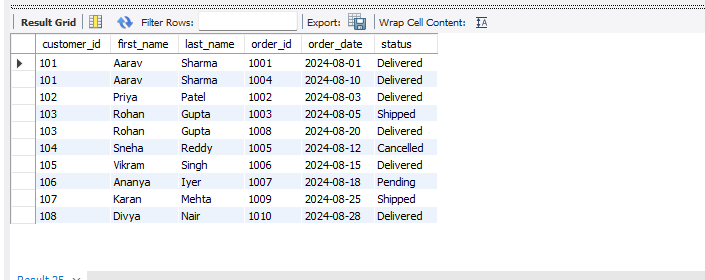 Result Grid Filter Rows: Export: Wrap Cell Content: IA
customer_id first_name last_name order_id order_date status
101 Aarav Sharma 1001 2024-08-01 Delivered
101 Aarav Sharma 1004 2024-08-10 Delivered
102 Priya Patel 1002 2024-08-03 Delivered
103 Rohan Gupta 1003 2024-08-05 Shipped
103 Rohan Gupta 1008 2024-08-20 Delivered
104 Sneha Reddy 1005 2024-08-12 Cancelled
105 Vikram Singh 1006 2024-08-15 Delivered
106 Ananya Iyer 1007 2024-08-18 Pending
107 Karan Mehta 1009 2024-08-25 Shipped
108 Divya Nair 1010 2024-08-28 Delivered
Result 25